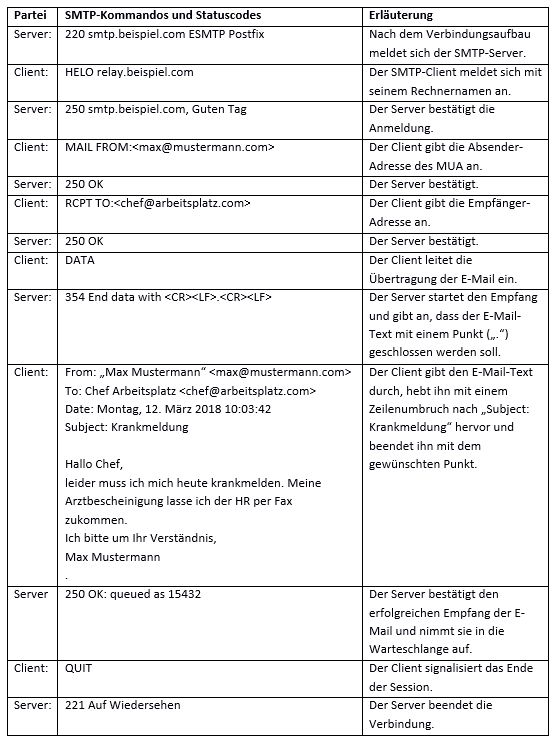 Partei SMTP-Kommandos und Statuscodes Erläuterung
Server: 220 smtp.beispiel.com ESMTP Postfix Nach dem Verbindungsaufbau
meldet sich der SMTP-Server.
Client: HELO relay.beispiel.com Der SMTP-Client meldet sich mit
seinem Rechnernamen an.
Server: 250 smtp.beispiel.com, Guten Tag Der Server bestätigt die
Anmeldung.
Client: MAIL FROM:<max@mustermann.com> Der Client gibt die Absender-
Adresse des MUA an.
Server: 250 OK Der Server bestätigt.
Client: RCPT TO:<chef@arbeitsplatz.com> Der Client gibt die Empfänger-
Adresse an.
Server: 250 OK Der Server bestätigt.
Client: DATA Der Client leitet die
Übertragung der E-Mail ein.
Server: 354 End data with <CR><LF>.<CR><LF> Der Server startet den Empfang
und gibt an, dass der E-Mail-
Text mit einem Punkt („.“)
geschlossen werden soll.
Client: From: „Max Mustermann“ <max@mustermann.com> Der Client gibt den E-Mail-Text
To: Chef Arbeitsplatz <chef@arbeitsplatz.com> durch, hebt ihn mit einem
Date: Montag, 12. März 2018 10:03:42 Zeilenumbruch nach „Subject:
Subject: Krankmeldung Krankmeldung“ hervor und
beendet ihn mit dem
Hallo Chef, gewünschten Punkt.
leider muss ich mich heute krankmelden. Meine
Arztbescheinigung lasse ich der HR per Fax
zukommen.
Ich bitte um Ihr Verständnis,
Max Mustermann
.
Server 250 OK: queued as 15432 Der Server bestätigt den
erfolgreichen Empfang der E-
Mail und nimmt sie in die
Warteschlange auf.
Client: QUIT Der Client signalisiert das Ende
der Session.
Server: 221 Auf Wiedersehen Der Server beendet die
Verbindung.